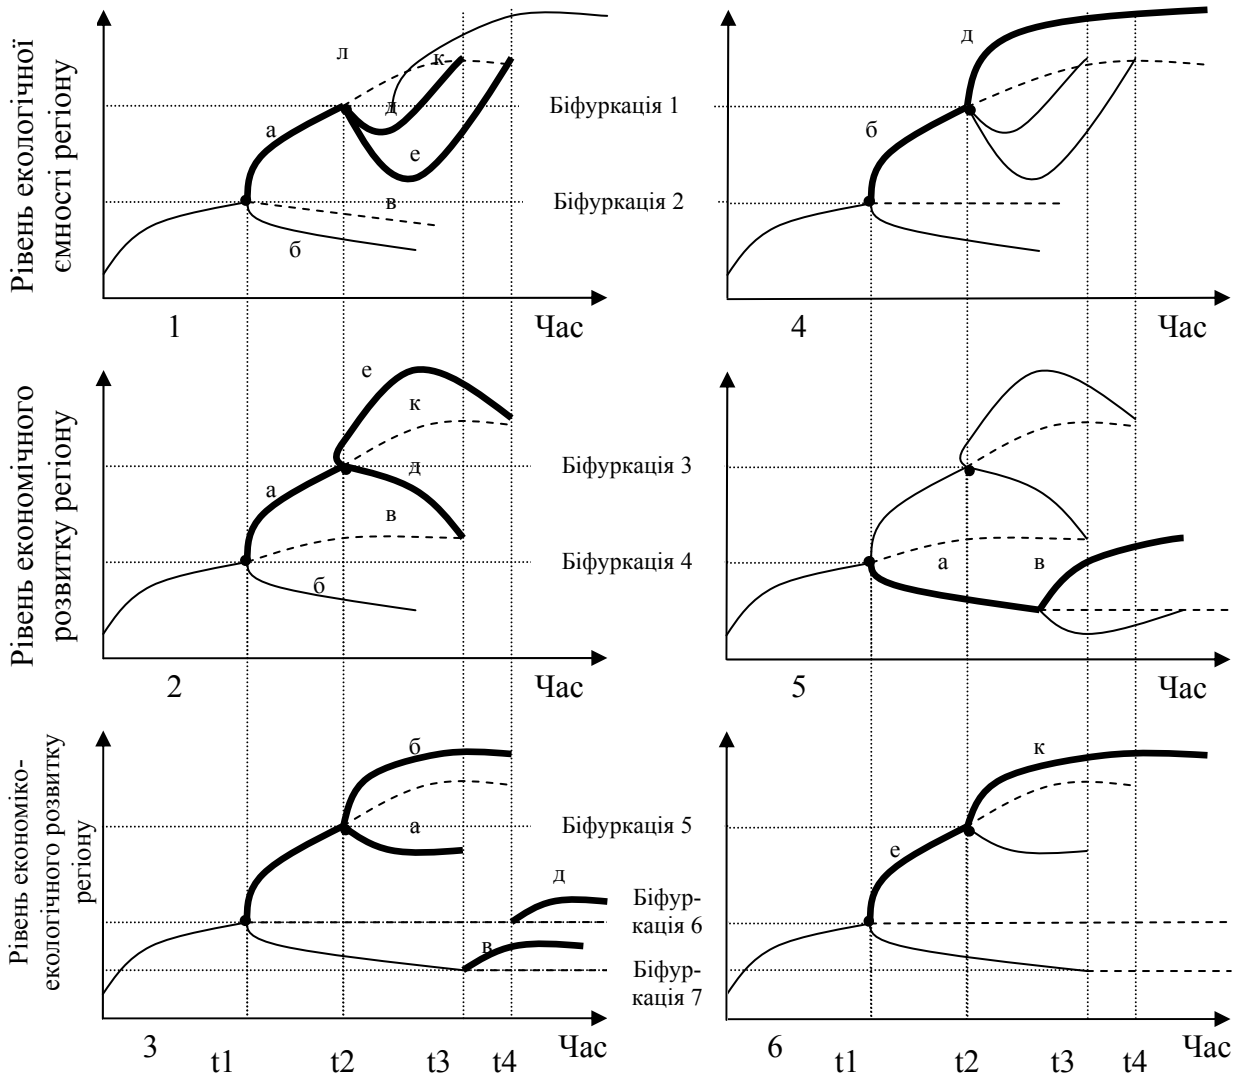 Рівень екологічної
ємності регіону
л
к
д
а
е
в
б
1
Час
Біфуркація 1
Біфуркація 2
д
б
4
Час
Рівень економічного
розвитку регіону
е
к
д
а
в
б
2
Час
Біфуркація 3
Біфуркація 4
а
в
5
Час
Рівень економіко-
екологічного розвитку
регіону
б
а
д
в
3
t1
t2
t3
t4
Час
Біфуркація 5
Біфур-
кація 6
Біфур-
кація 7
к
е
6
t1
t2
t3
t4
Час